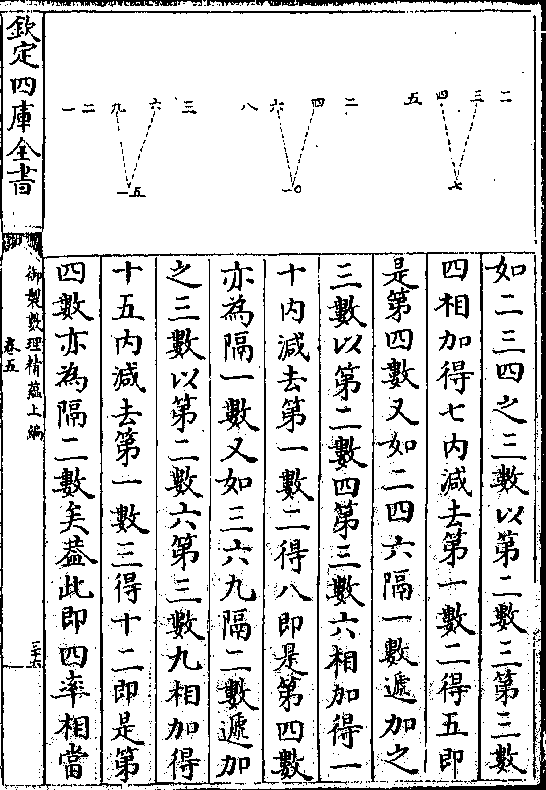 二 三 四 五
七
二 四 六 八
一〇
三 六 九 一二
一五
如二三四之三數以第二數三第三數
四相加得七内減去第一數二得五即
是第四數又如二四六隔一數遞加之
三數以第二數四第三數六相加得一
十内減去第一數二得八即是第四數
亦為隔一數又如三六九隔二數遞加
之三數以第二數六第三數九相加得
十五内減去第一數三得十二即是第
四數亦為隔二數矣葢此即四率相當
欽定四庫全書
御製數理精藴上編
卷五
三十六